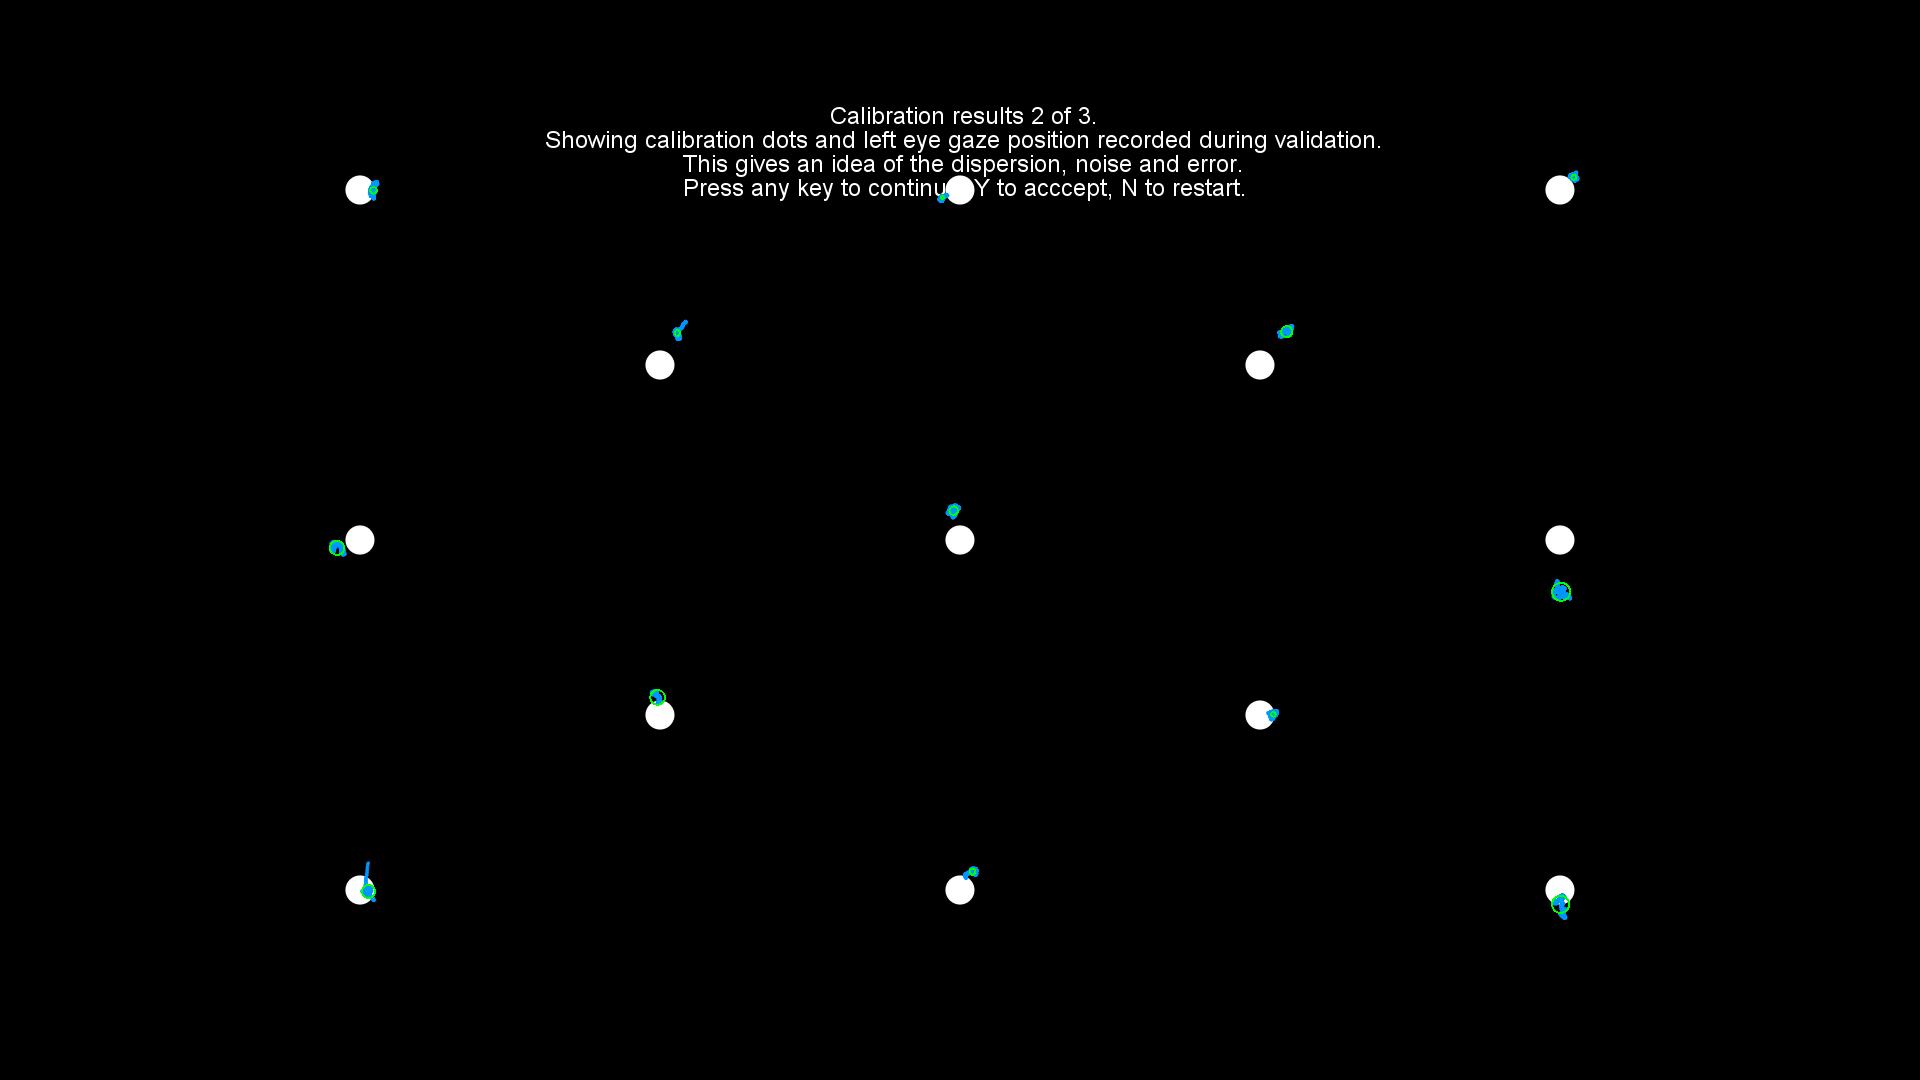 Calibration results 2 of 3.
Showing calibration dots and left eye gaze position recorded during validation.
This gives an idea of the dispersion, noise and error.
Press any key to continu Y to acccept, N to restart.